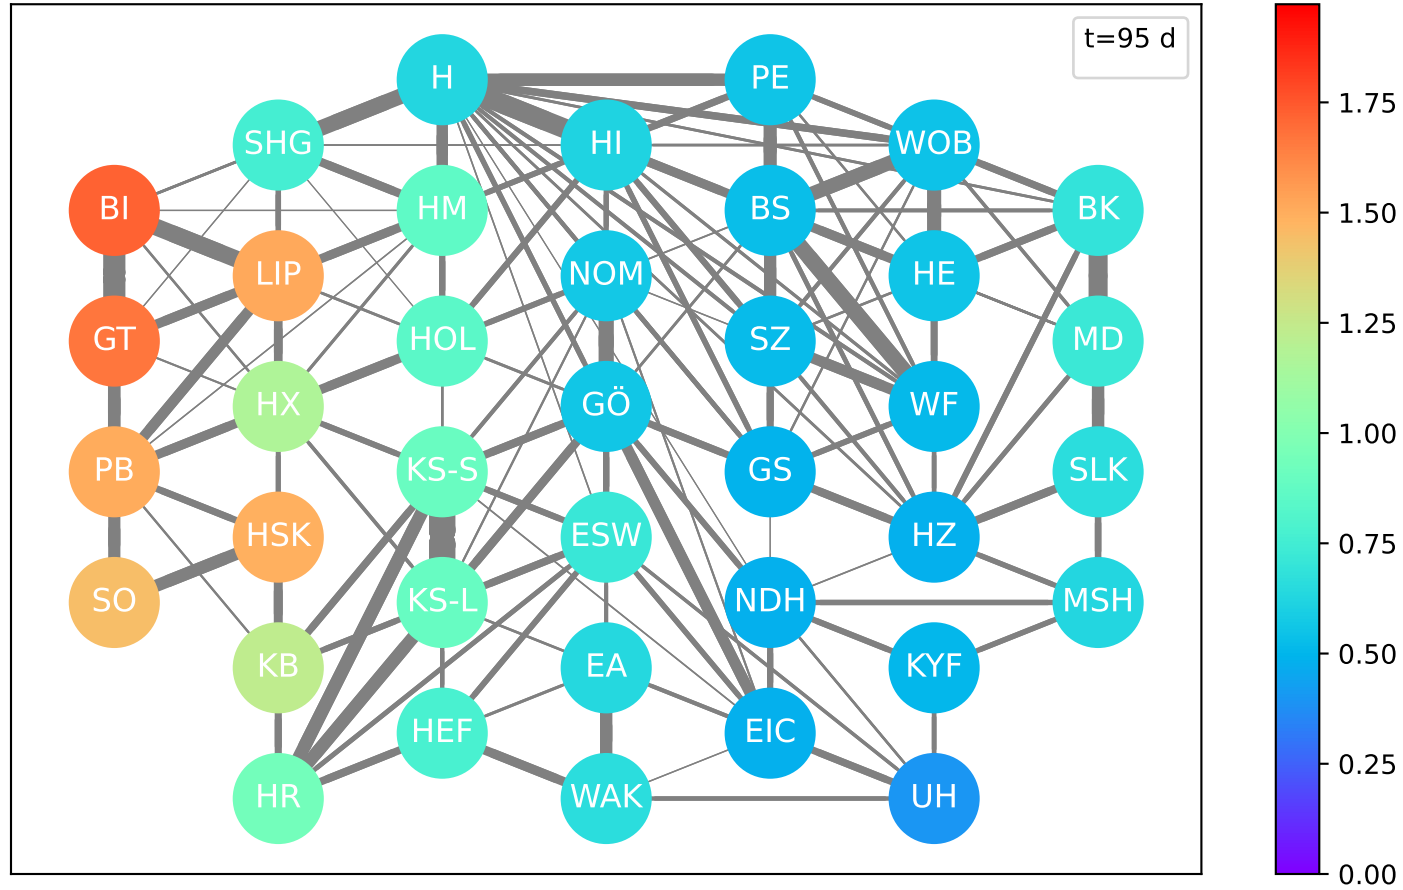 t=95 d
H
PE
SHG
HI
WOB
BI
HM
BS
BK
LIP
NOM
HE
GT
HOL
SZ
MD
HX
GÖ
WF
PB
KS-S
GS
SLK
HSK
ESW
HZ
SO
KS-L
NDH
MSH
KB
EA
KYF
HEF
EIC
HR
WAK
UH
1.75
1.50
1.25
1.00
0.75
0.50
0.25
0.00